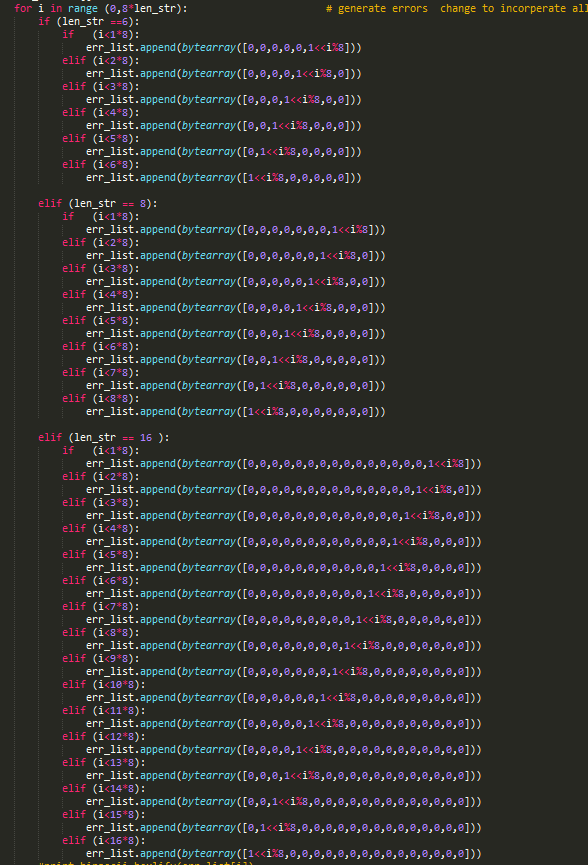 for i in range (0,8*len_str):                       # generate errors  change to incorperate all
    if (len_str ==6):
        if   (i<1*8):
            err_list.append(bytearray([0,0,0,0,0,1<<i%8]))
        elif (i<2*8):
            err_list.append(bytearray([0,0,0,0,1<<i%8,0]))
        elif (i<3*8):
            err_list.append(bytearray([0,0,0,1<<i%8,0,0]))
        elif (i<4*8):
            err_list.append(bytearray([0,0,1<<i%8,0,0,0]))
        elif (i<5*8):
            err_list.append(bytearray([0,1<<i%8,0,0,0,0]))
        elif (i<6*8):
            err_list.append(bytearray([1<<i%8,0,0,0,0,0]))
    elif (len_str == 8):
        if   (i<1*8):
            err_list.append(bytearray([0,0,0,0,0,0,0,1<<i%8]))
        elif (i<2*8):
            err_list.append(bytearray([0,0,0,0,0,0,1<<i%8,0]))
        elif (i<3*8):
            err_list.append(bytearray([0,0,0,0,0,1<<i%8,0,0]))
        elif (i<4*8):
            err_list.append(bytearray([0,0,0,0,1<<i%8,0,0,0]))
        elif (i<5*8):
            err_list.append(bytearray([0,0,0,1<<i%8,0,0,0,0]))
        elif (i<6*8):
            err_list.append(bytearray([0,0,1<<i%8,0,0,0,0,0]))
        elif (i<7*8):
            err_list.append(bytearray([0,1<<i%8,0,0,0,0,0,0]))
        elif (i<8*8):
            err_list.append(bytearray([1<<i%8,0,0,0,0,0,0,0]))
    elif (len_str == 16 ):
        if   (i<1*8):
            err_list.append(bytearray([0,0,0,0,0,0,0,0,0,0,0,0,0,0,0,1<<i%8]))
        elif (i<2*8):
            err_list.append(bytearray([0,0,0,0,0,0,0,0,0,0,0,0,0,0,1<<i%8,0]))
        elif (i<3*8):
            err_list.append(bytearray([0,0,0,0,0,0,0,0,0,0,0,0,0,1<<i%8,0,0]))
        elif (i<4*8):
            err_list.append(bytearray([0,0,0,0,0,0,0,0,0,0,0,0,1<<i%8,0,0,0]))
        elif (i<5*8):
            err_list.append(bytearray([0,0,0,0,0,0,0,0,0,0,0,1<<i%8,0,0,0,0]))
        elif (i<6*8):
            err_list.append(bytearray([0,0,0,0,0,0,0,0,0,0,1<<i%8,0,0,0,0,0]))
        elif (i<7*8):
            err_list.append(bytearray([0,0,0,0,0,0,0,0,0,1<<i%8,0,0,0,0,0,0]))
        elif (i<8*8):
            err_list.append(bytearray([0,0,0,0,0,0,0,0,1<<i%8,0,0,0,0,0,0,0]))
        elif (i<9*8):
            err_list.append(bytearray([0,0,0,0,0,0,0,1<<i%8,0,0,0,0,0,0,0,0]))
        elif (i<10*8):
            err_list.append(bytearray([0,0,0,0,0,0,1<<i%8,0,0,0,0,0,0,0,0,0]))
        elif (i<11*8):
            err_list.append(bytearray([0,0,0,0,0,1<<i%8,0,0,0,0,0,0,0,0,0,0]))
        elif (i<12*8):
            err_list.append(bytearray([0,0,0,0,1<<i%8,0,0,0,0,0,0,0,0,0,0,0]))
        elif (i<13*8):
            err_list.append(bytearray([0,0,0,1<<i%8,0,0,0,0,0,0,0,0,0,0,0,0]))
        elif (i<14*8):
            err_list.append(bytearray([0,0,1<<i%8,0,0,0,0,0,0,0,0,0,0,0,0,0]))
        elif (i<15*8):
            err_list.append(bytearray([0,1<<i%8,0,0,0,0,0,0,0,0,0,0,0,0,0,0]))
        elif (i<16*8):
            err_list.append(bytearray([1<<i%8,0,0,0,0,0,0,0,0,0,0,0,0,0,0,0]))